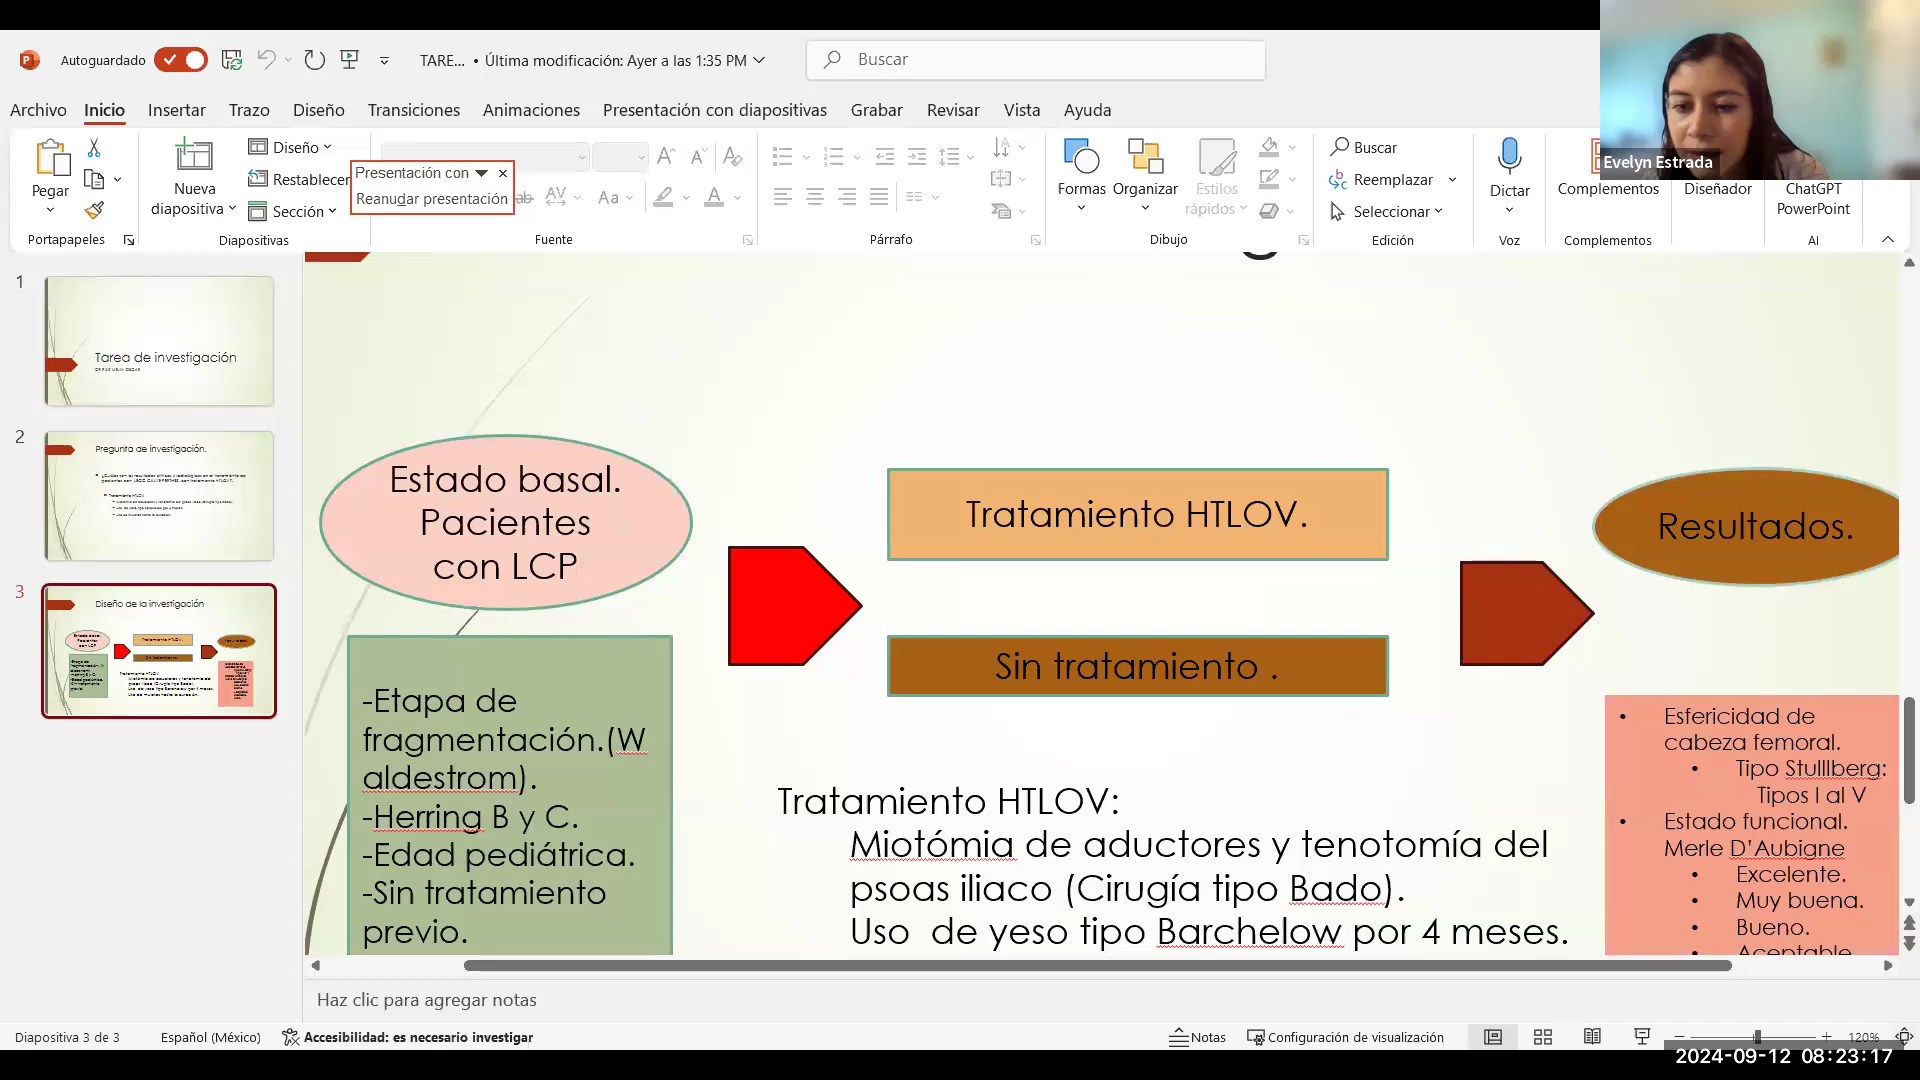 Autoguardado
TARE... • Última modificación: Ayer a las 1:35 PM
Buscar
Archivo
Inicio
Insertar
Trazo
Diseño
Transiciones
Animaciones
Presentación con diapositivas
Grabar
Revisar
Vista
Ayuda
Pegar
Nueva
diapositiva
Diseño
Restablecer
Sección
Presentación con
Reanudar presentación
Formas
Organizar
Estilos
rápidos
Buscar
Reemplazar
Seleccionar
Dictar
Complementos
Diseñador
ChatGPT
PowerPoint
Evelyn Estrada
Portapapeles
Diapositivas
Fuente
Párrafo
Dibujo
Edición
Voz
Complementos
AI
1
Tarea de investigación
2
Pregunta de investigación.
3
Diseño de la investigación
Estado basal.
Pacientes
con LCP
Tratamiento HTLOV.
Sin tratamiento .
Resultados.
-Etapa de
fragmentación.(W
aldestrom).
-Herring B y C.
-Edad pediátrica.
-Sin tratamiento
previo.
Tratamiento HTLOV:
Miotómia de aductores y tenotomía del
psoas iliaco (Cirugía tipo Bado).
Uso  de yeso tipo Barchelow por 4 meses.
• Esfericidad de
cabeza femoral.
• Tipo Stulllberg:
Tipos I al V
• Estado funcional.
Merle D’Aubigne
• Excelente.
• Muy buena.
• Bueno.
• Aceptable
Haz clic para agregar notas
Diapositiva 3 de 3
Español (México)
Accesibilidad: es necesario investigar
Notas
Configuración de visualización
120%
2024-09-12 08:23:17